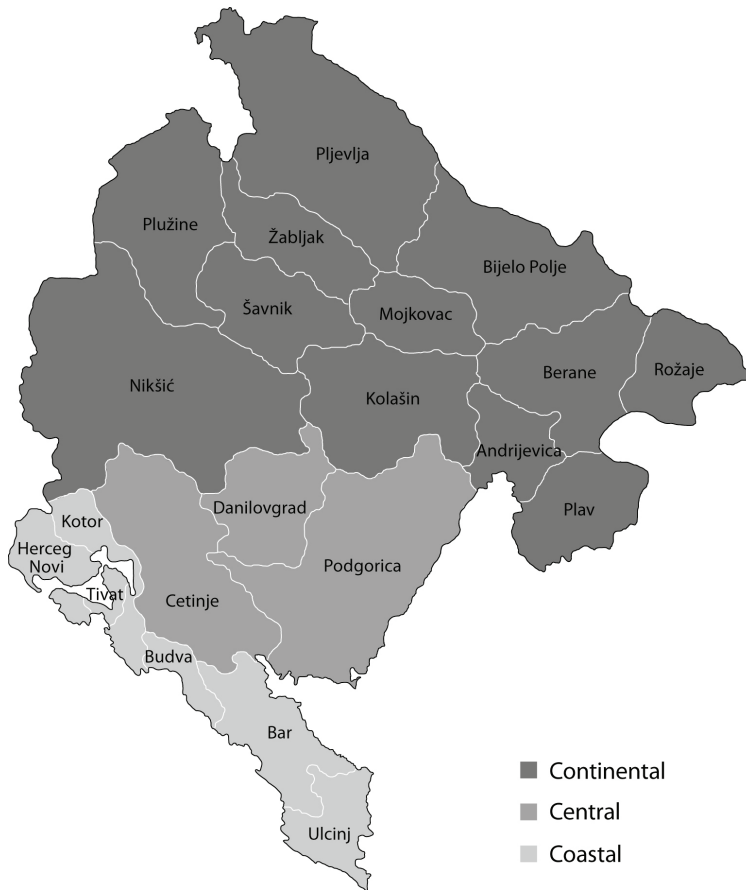 Pljevlja
Plužine
Žabljak
Bijelo Polje
Šavnik
Mojkovac
Nikšić
Kolašin
Berane
Rožaje
Andrijevica
Danilovgrad
Plav
Kotor
Herceg
Novi
Podgorica
Tivat
Cetinje
Budva
Bar
Ulcinj
Continental
Central
Coastal